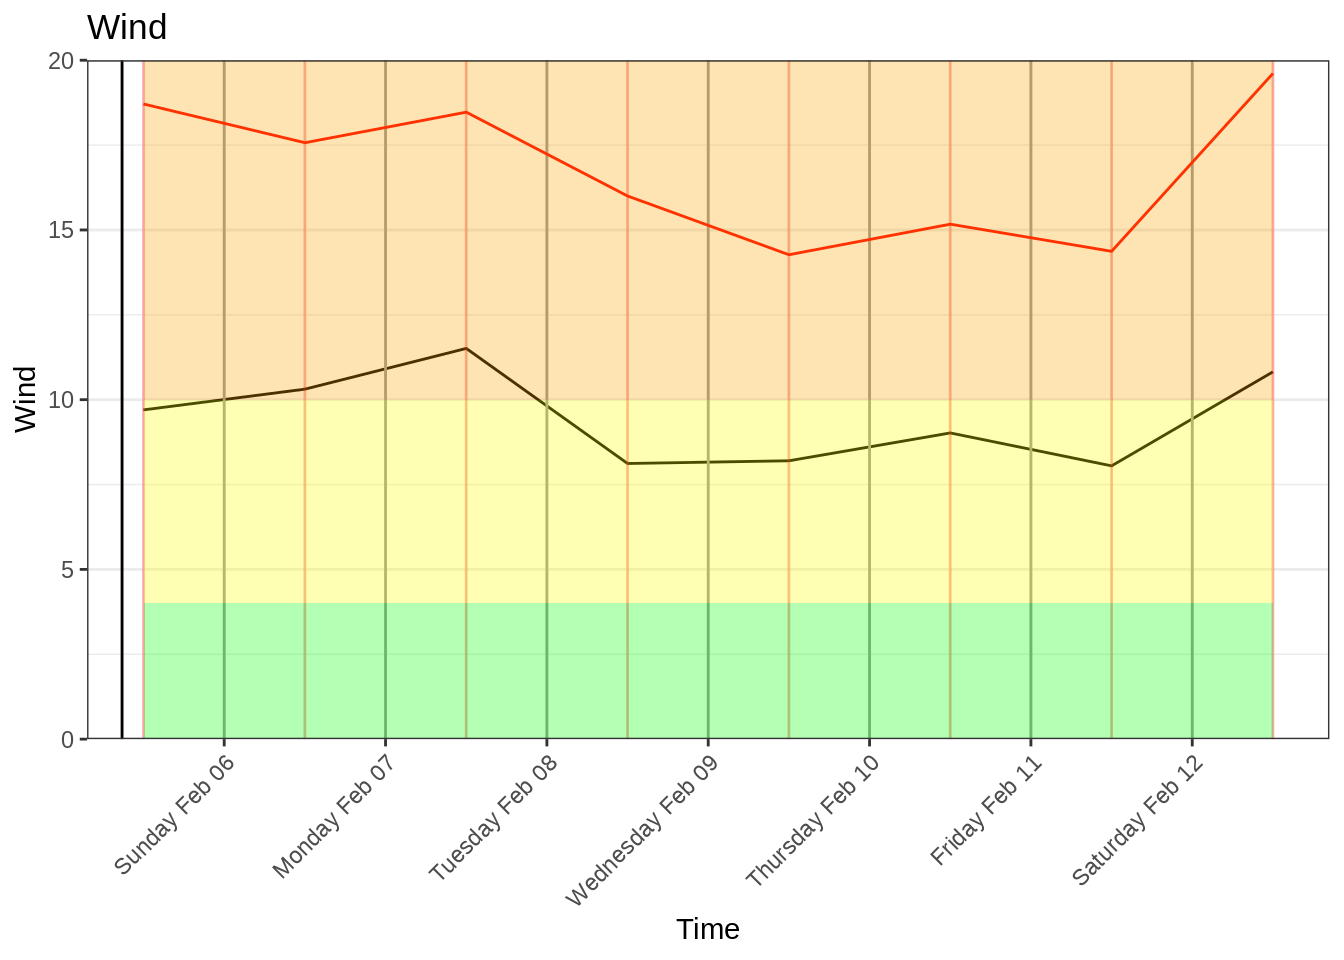 Wind
20
15
10
5
0
Wind
Sunday Feb 06
Monday Feb 07
Tuesday Feb 08
Wednesday Feb 09
Thursday Feb 10
Friday Feb 11
Saturday Feb 12
Time